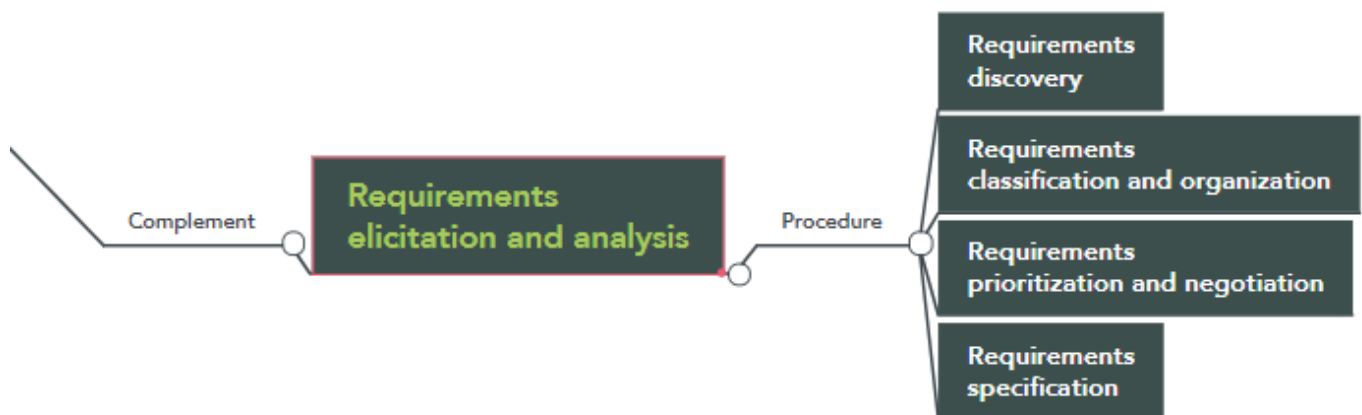 Complement
Requirements
elicitation and analysis
Procedure
Requirements
discovery
Requirements
classification and organization
Requirements
prioritization and negotiation
Requirements
specification